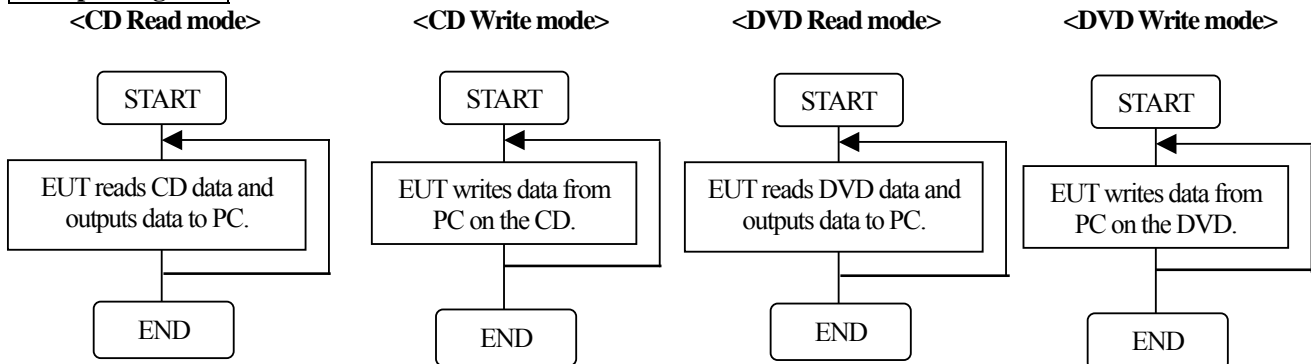 <CD Read mode>
<CD Write mode>
<DVD Read mode>
<DVD Write mode>
START
EUT reads CD data and
outputs data to PC.
END
START
EUT writes data from
PC on the CD.
END
START
EUT reads DVD data and
outputs data to PC.
END
START
EUT writes data from
PC on the DVD.
END